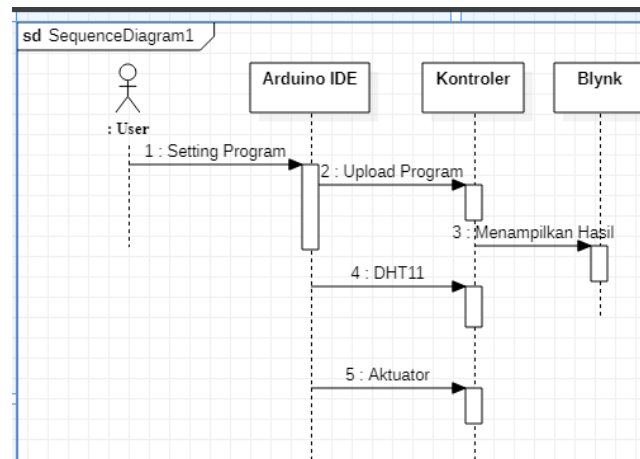 sd SequenceDiagram1
Arduino IDE
Kontroler
Blynk
: User
1 : Setting Program
2 : Upload Program
3 : Menampilkan Hasil
4 : DHT11
5 : Aktuator